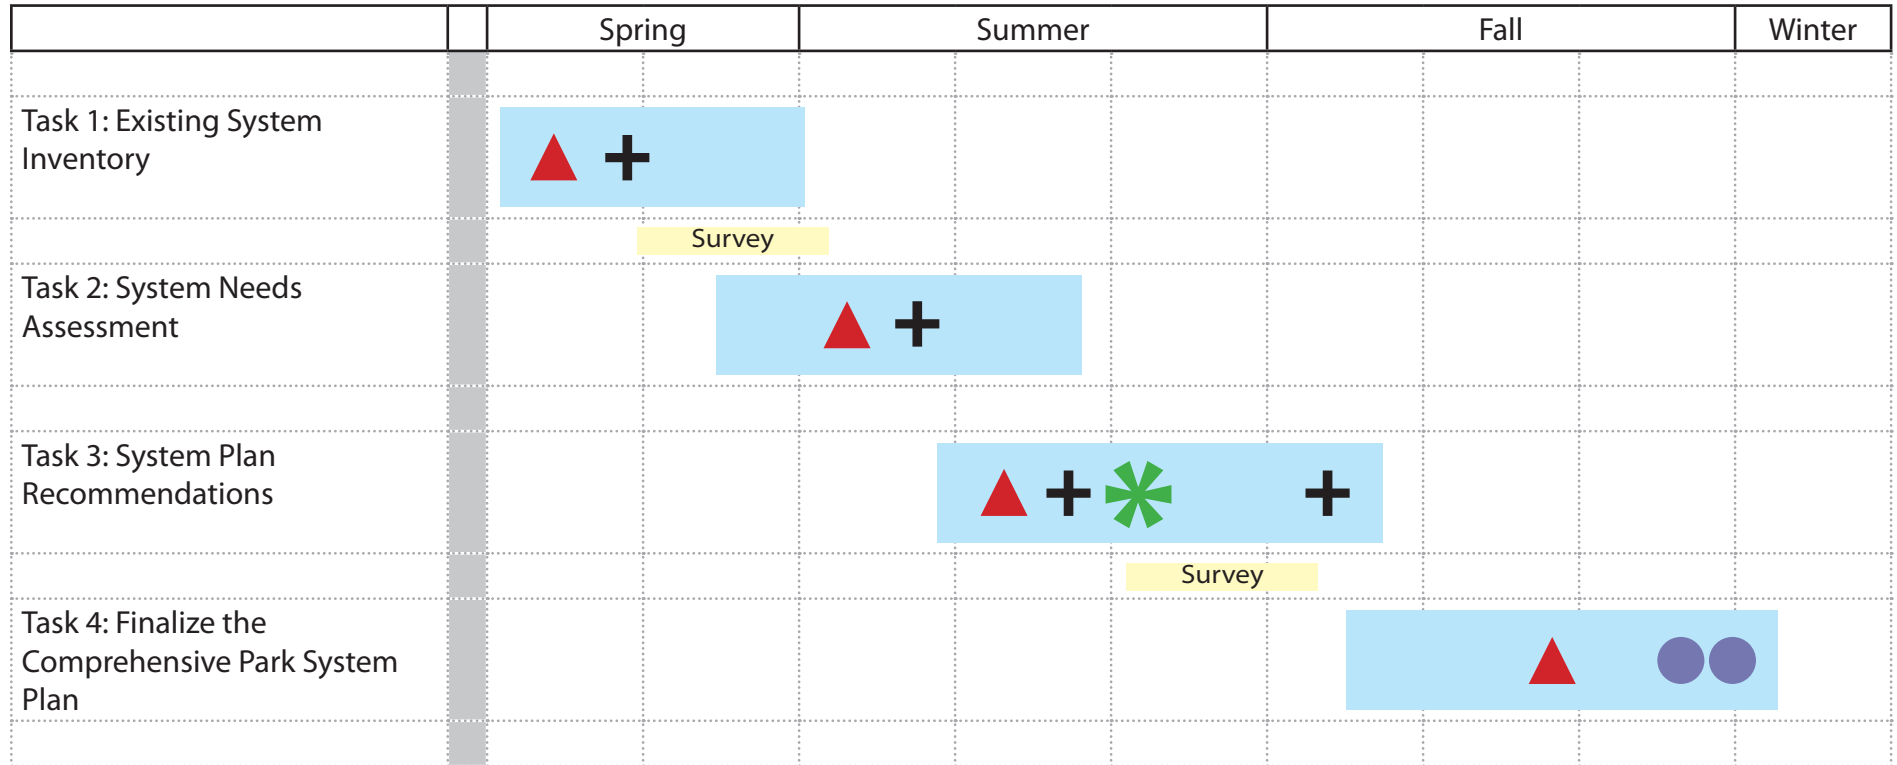 Spring
Summer
Fall
Winter
Task 1: Existing System
Inventory
Survey
Task 2: System Needs
Assessment
Task 3: System Plan
Recommendations
Survey
Task 4: Finalize the
Comprehensive Park System
Plan